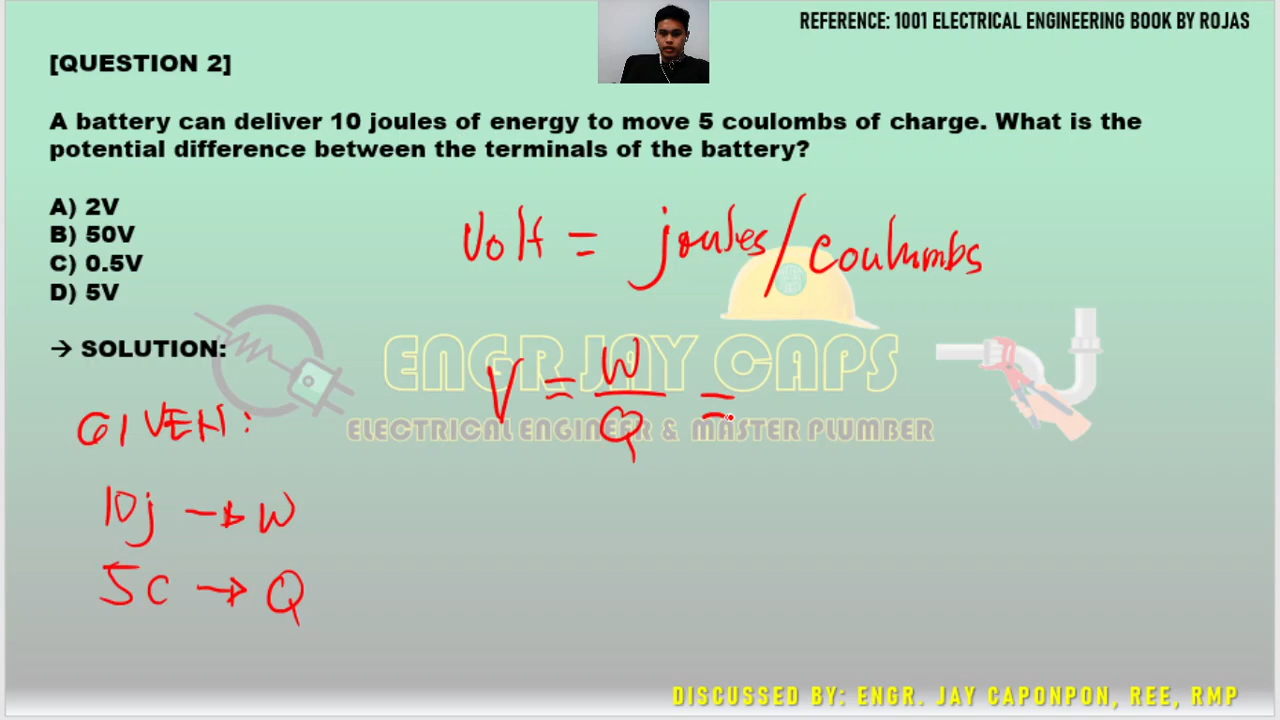 REFERENCE: 1001 ELECTRICAL ENGINEERING BOOK BY ROJAS
[QUESTION 2]
A battery can deliver 10 joules of energy to move 5 coulombs of charge. What is the
potential difference between the terminals of the battery?
A) 2V
B) 50V
C) 0.5V
D) 5V
Volt = joules/coulumbs
→ SOLUTION:
ENGR JAY CAPS
ELECTRICAL ENGINEER & MASTER PLUMBER
V = W/Q =
GIVEN:
10j → W
5C → Q
DISCUSSED BY: ENGR. JAY CAPONPON, REE, RMP